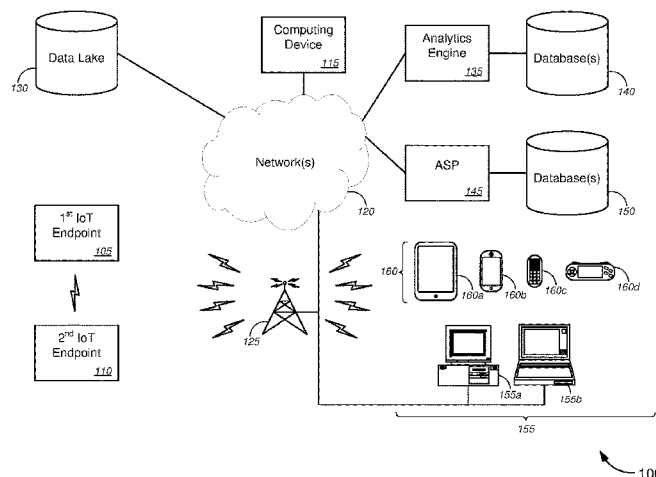 Computing
Device
115
Analytics
Engine
135
Data Lake
130
Database(s)
140
Network(s)
120
ASP
145
Database(s)
150
1st IoT
Endpoint
105
2nd IoT
Endpoint
110
125
160
160a
160b
160c
160d
155a
155b
155